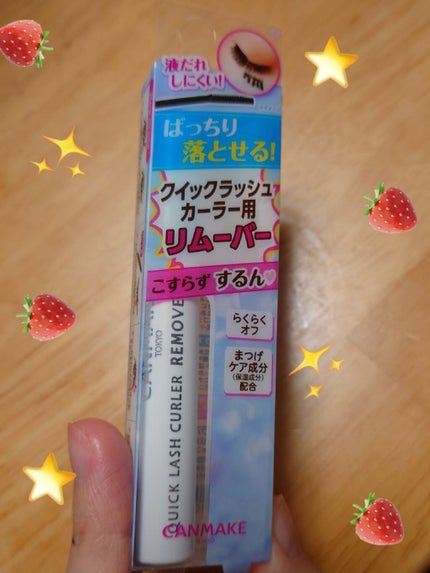 液だれ
しにくい!
ばっちり
落とせる!
クイックラッシュ
カーラー用
リムーバー
こすらず するん♡
らくらく
オフ
まつげ
ケア成分
(保湿成分)
配合
TOKYO
QUICK LASH CURLER REMOVER
CANMAKE